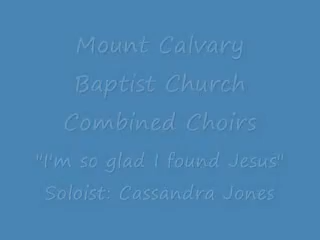 Mount Calvary
Baptist Church
Combined Choirs
"I'm so glad I found Jesus"
Soloist: Cassandra Jones